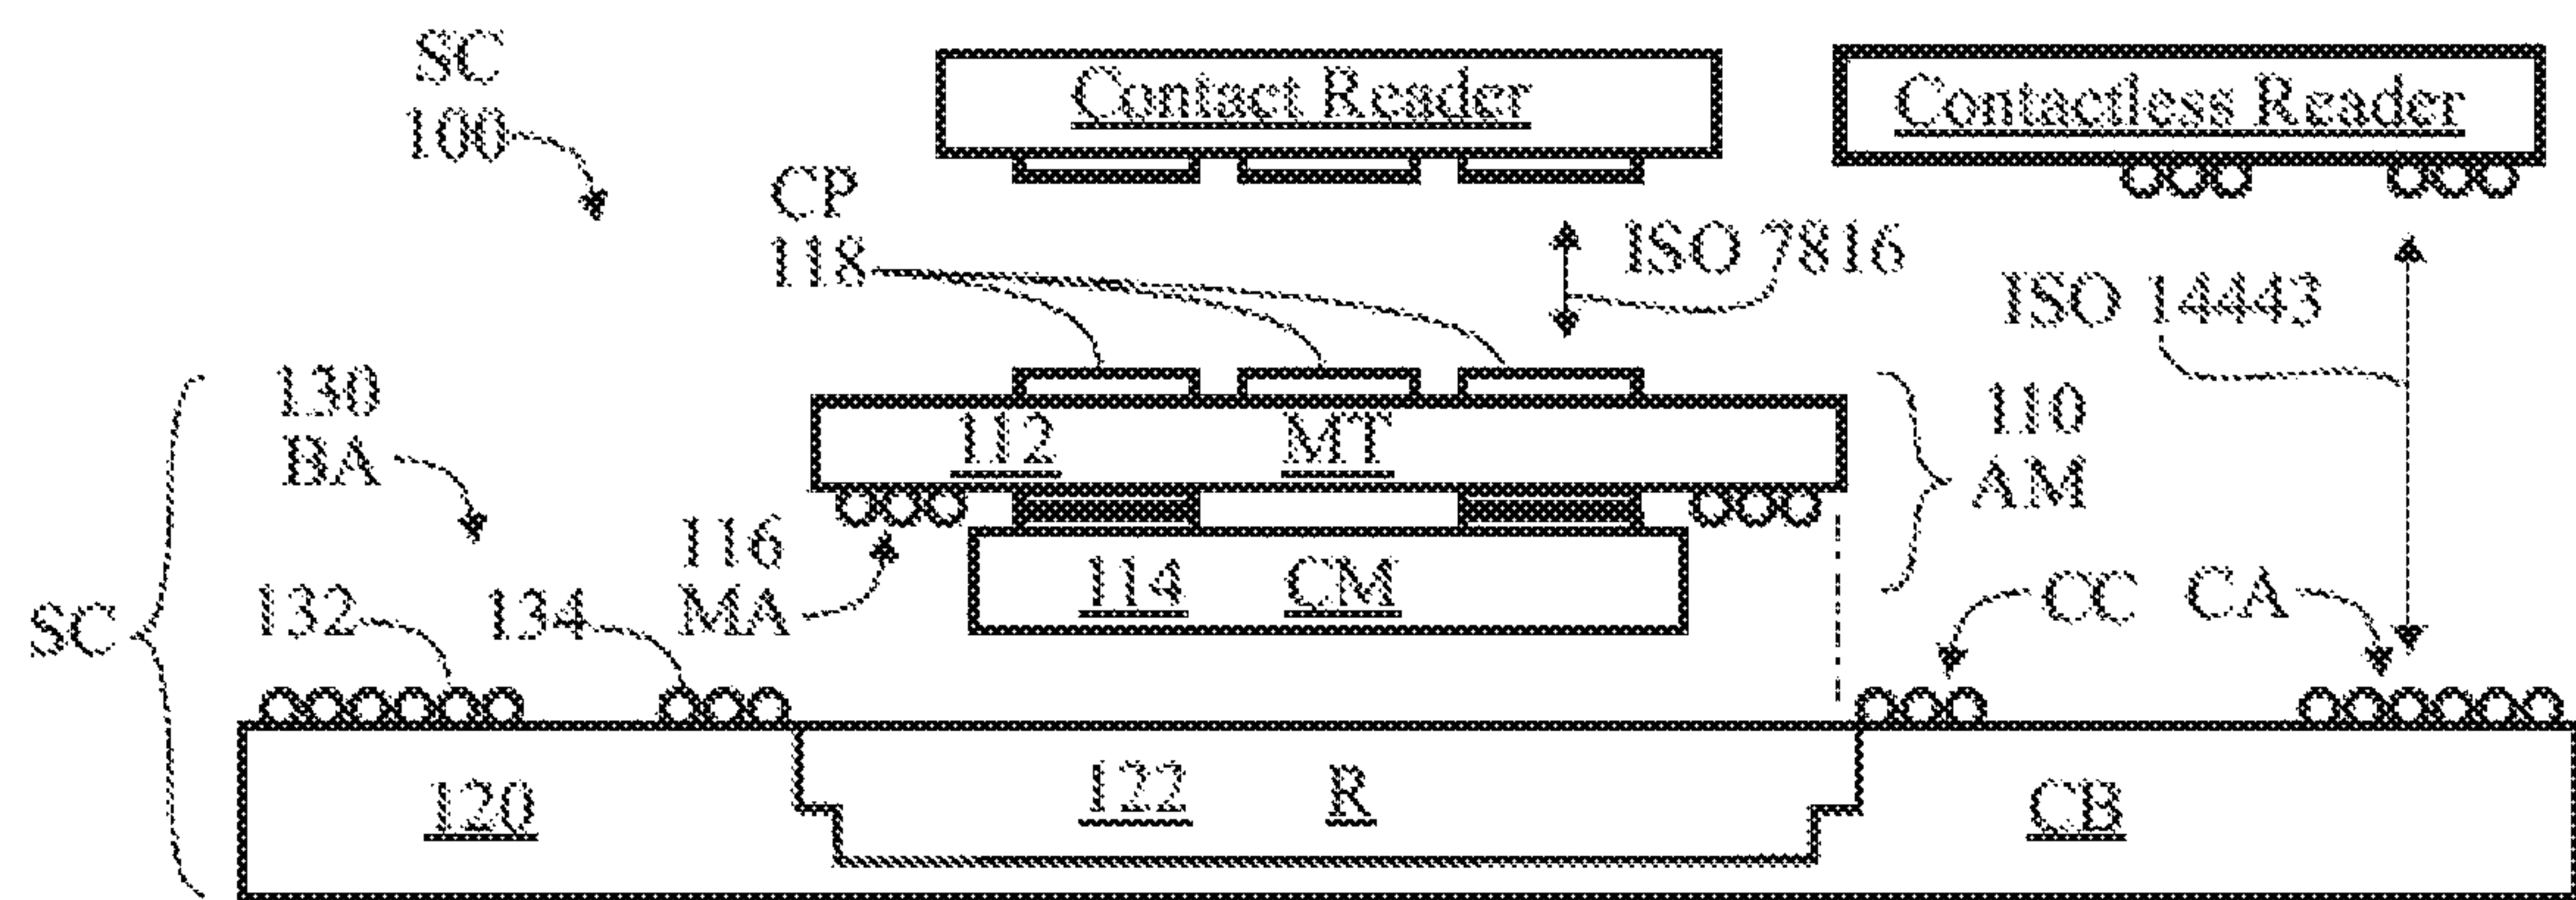 SC
100
Contact Reader
Contactless Reader
CP
118
ISO 7816
ISO 14443
130
BA
112 MT
110
AM
116
MA
114 CM
132
134
CC CA
SC
120
122 R
CB